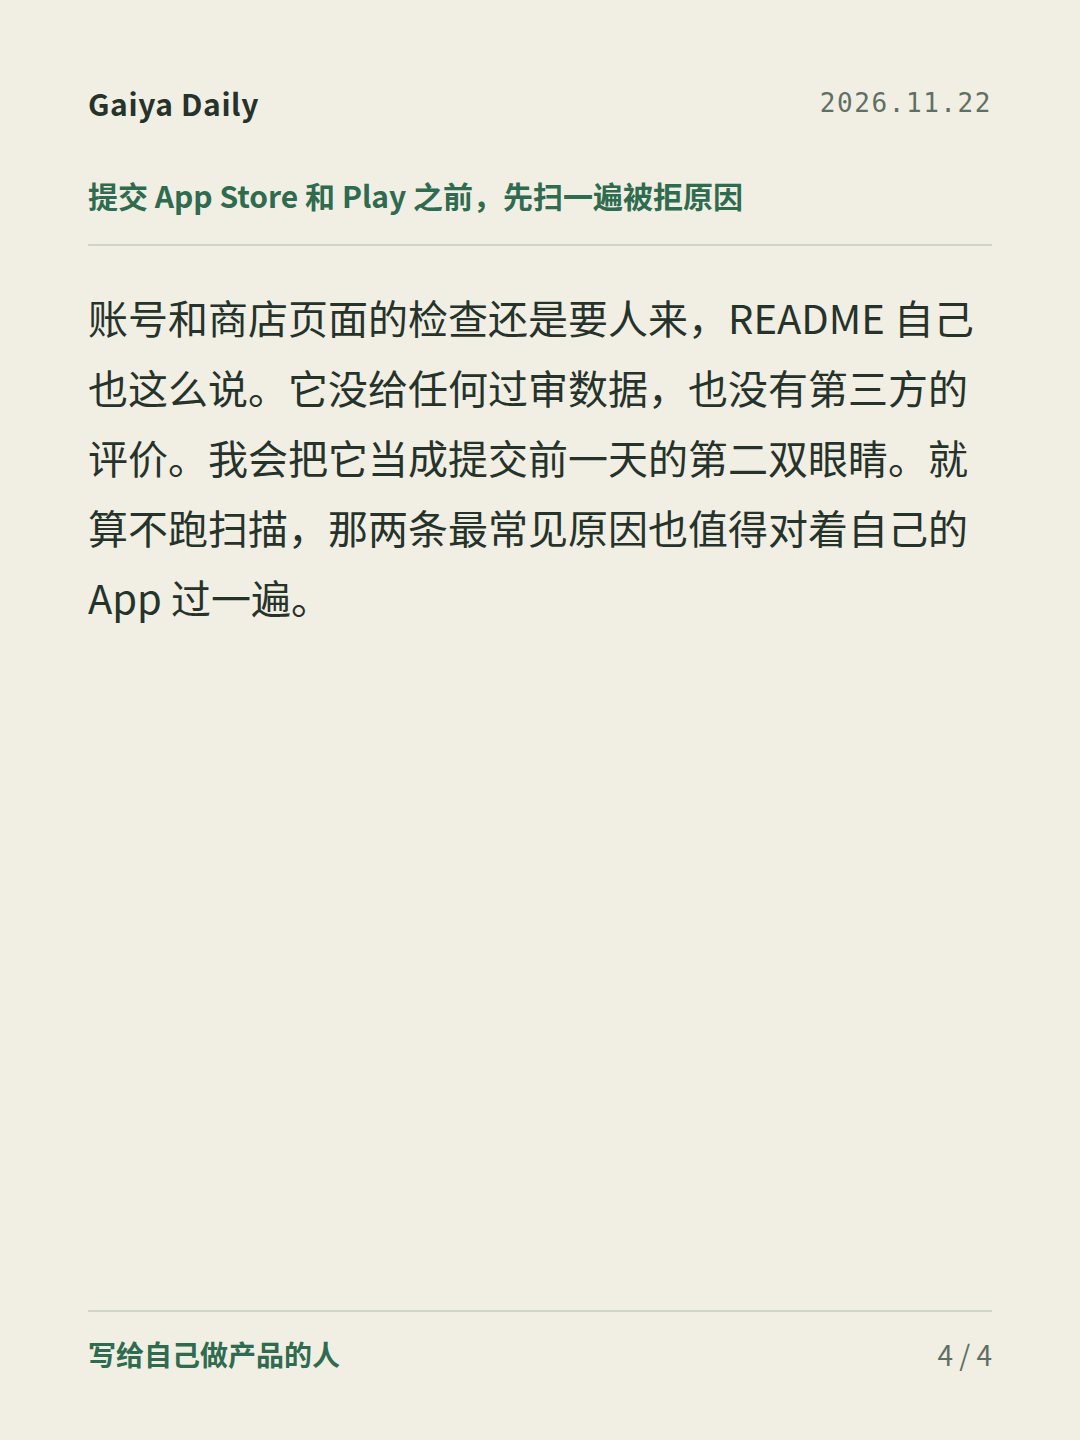 Gaiya Daily
2026.11.22
提交 App Store 和 Play 之前，先扫一遍被拒原因
账号和商店页面的检查还是要人来，README 自己
也这么说。它没给任何过审数据，也没有第三方的
评价。我会把它当成提交前一天的第二双眼睛。就
算不跑扫描，那两条最常见原因也值得对着自己的
App 过一遍。
写给自己做产品的人
4 / 4